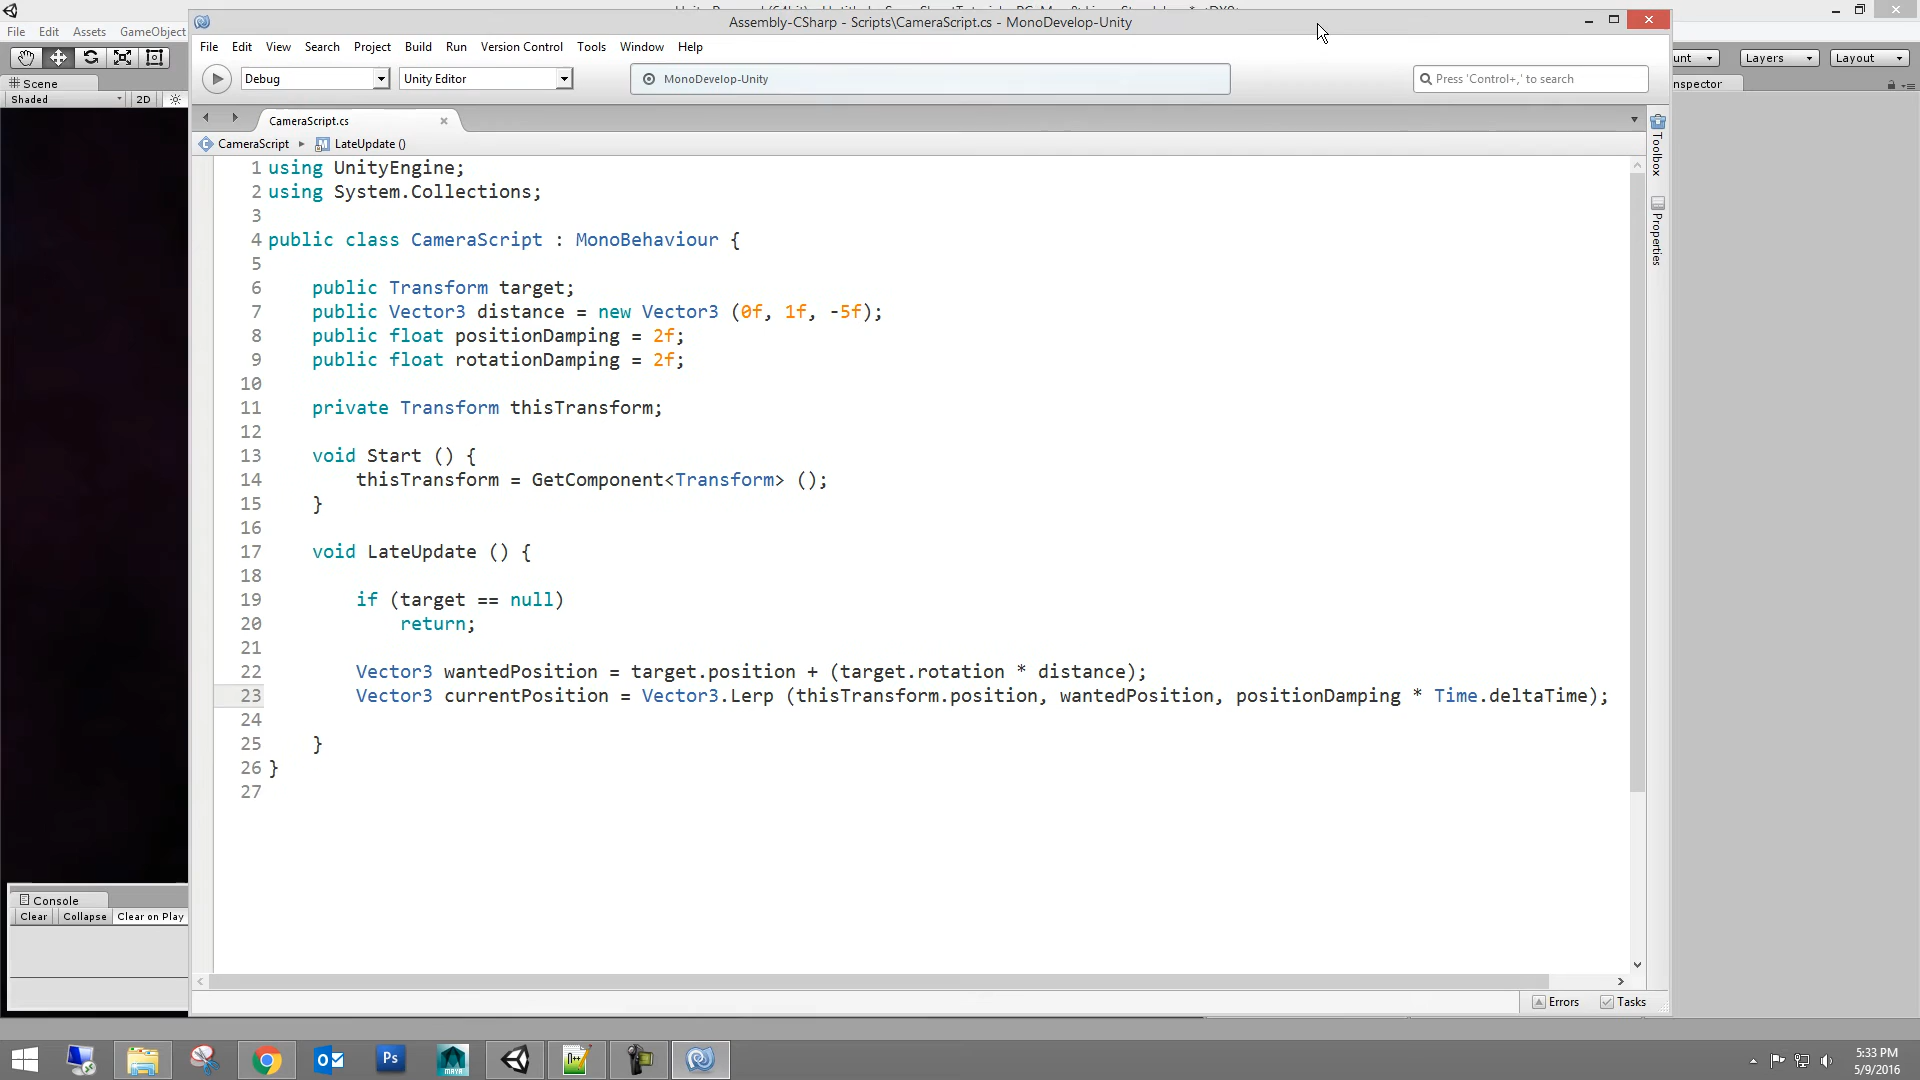 Assembly-CSharp - Scripts\CameraScript.cs - MonoDevelop-Unity
File Edit Assets GameObject
File Edit View Search Project Build Run Version Control Tools Window Help
Debug
Unity Editor
MonoDevelop-Unity
Press 'Control+,' to search
Layers
Layout
Scene
Shaded
2D
CameraScript.cs
CameraScript
LateUpdate ()
Toolbox
Properties
1 using UnityEngine;
2 using System.Collections;
3
4 public class CameraScript : MonoBehaviour {
5
6 public Transform target;
7 public Vector3 distance = new Vector3 (0f, 1f, -5f);
8 public float positionDamping = 2f;
9 public float rotationDamping = 2f;
10
11 private Transform thisTransform;
12
13 void Start () {
14 thisTransform = GetComponent<Transform> ();
15 }
16
17 void LateUpdate () {
18
19 if (target == null)
20 return;
21
22 Vector3 wantedPosition = target.position + (target.rotation * distance);
23 Vector3 currentPosition = Vector3.Lerp (thisTransform.position, wantedPosition, positionDamping * Time.deltaTime);
24
25 }
26 }
27
Console
Clear Collapse Clear on Play
Errors
Tasks
Ps
MAYA
5:33 PM
5/9/2016